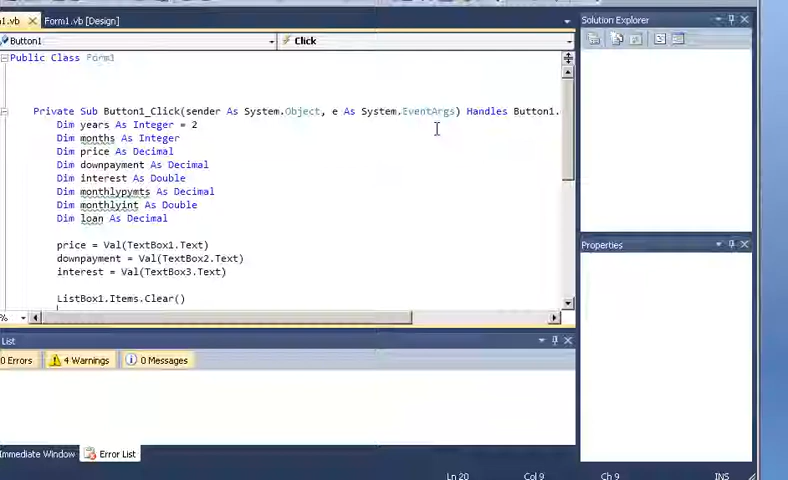 1.vb Form1.vb [Design] Solution Explorer
Button1 Click
Public Class Form1
Private Sub Button1_Click(sender As System.Object, e As System.EventArgs) Handles Button1.
Dim years As Integer = 2
Dim months As Integer
Dim price As Decimal
Dim downpayment As Decimal
Dim interest As Double
Dim monthlypymts As Decimal
Dim monthlyint As Double
Dim loan As Decimal
price = Val(TextBox1.Text)
downpayment = Val(TextBox2.Text)
interest = Val(TextBox3.Text)
ListBox1.Items.Clear()
Properties
%
List
0 Errors 4 Warnings 0 Messages
Immediate Window Error List
Ln 20 Col 9 Ch 9 INS